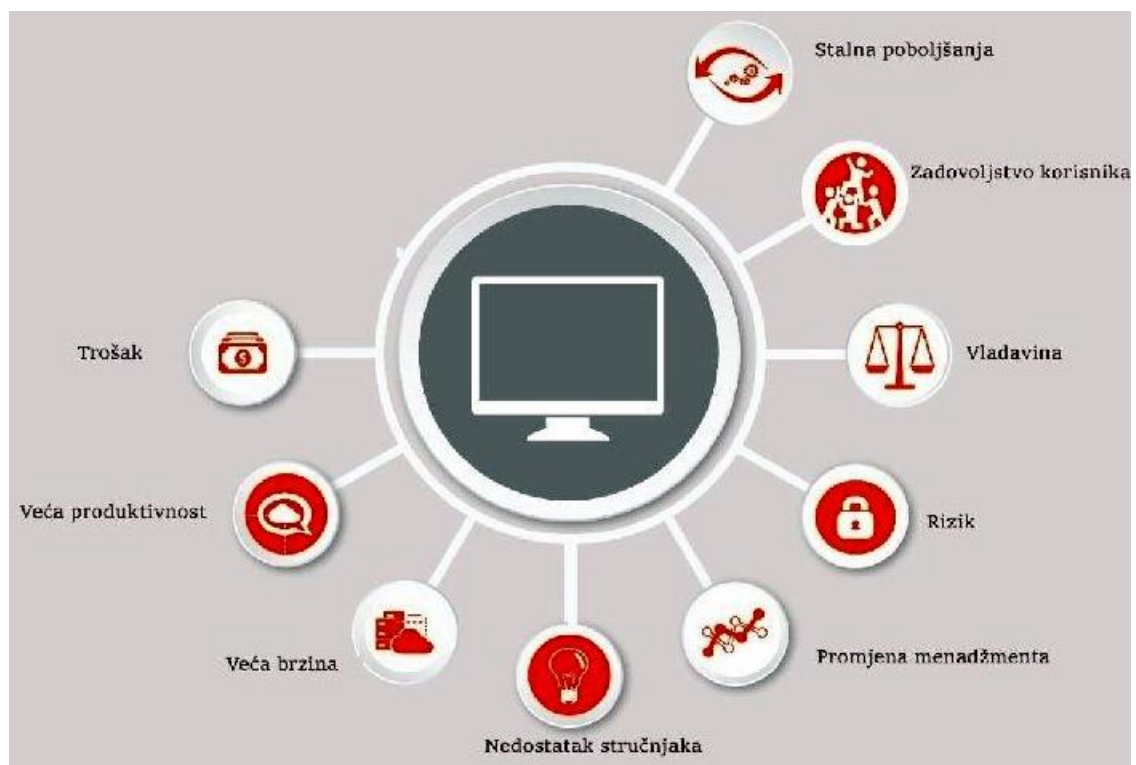 Stalna poboljšanja
Zadovoljstvo korisnika
Trošak
Vladavina
Veća produktivnost
Rizik
Veća brzina
Promjena menadžmenta
Nedostatak stručnjaka